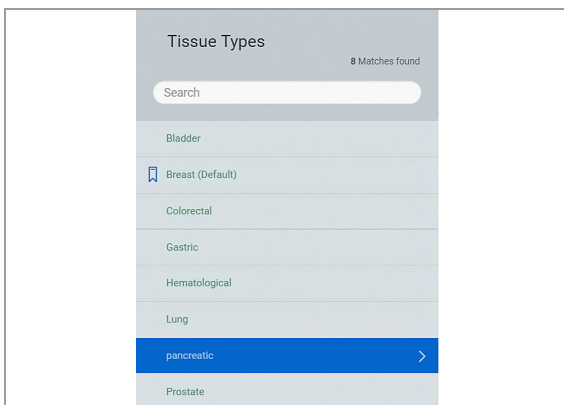 Tissue Types
8 Matches found
Search
Bladder
Breast (Default)
Colorectal
Gastric
Hematological
Lung
pancreatic
Prostate